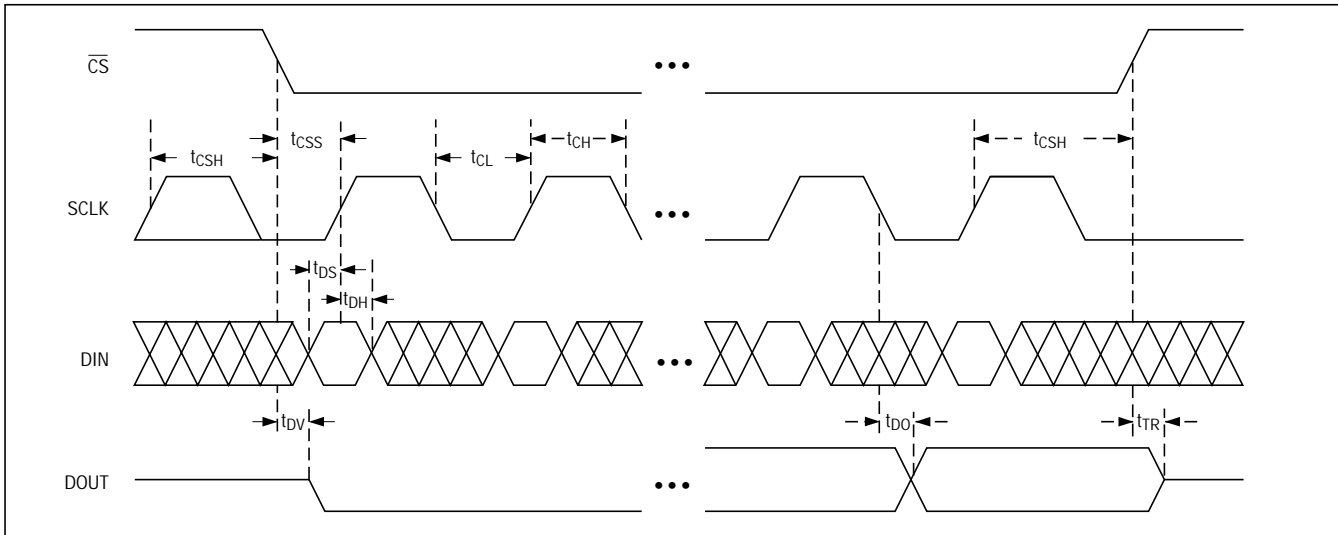 CS
tCSS
tCH
tCSH
tCL
tCSH
SCLK
tDS
tDH
DIN
tDV
tDO
tTR
DOUT